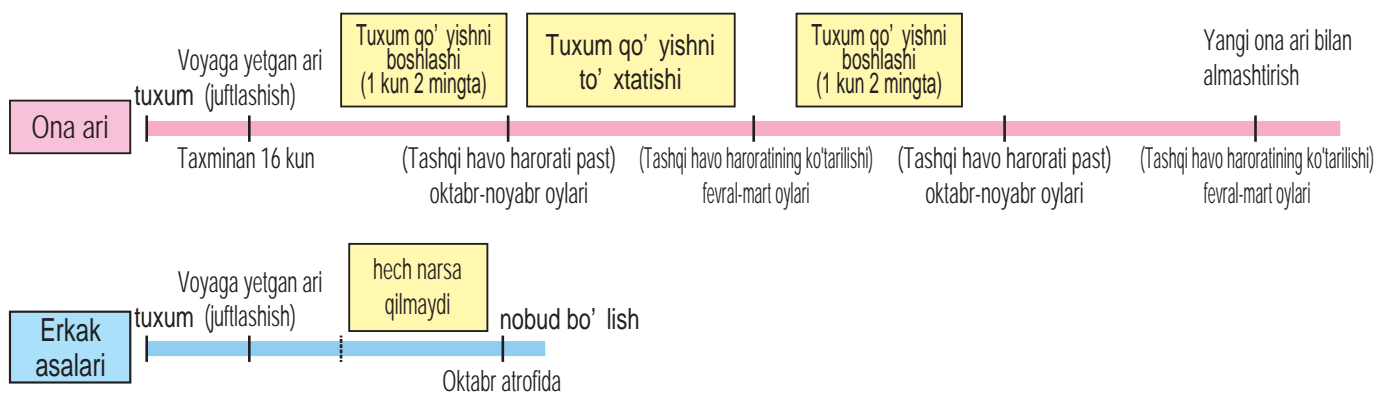 Ona ari
tuxum
Voyaga yetgan ari
(juftlashish)
Taxminan 16 kun
Tuxum qo’ yishni
boshlashi
(1 kun 2 mingta)
Tuxum qo’ yishni
to’ xtatishi
Tuxum qo’ yishni
boshlashi
(1 kun 2 mingta)
Yangi ona ari bilan
almashtirish
(Tashqi havo harorati past)
oktabr-noyabr oylari
(Tashqi havo haroratining ko'tarilishi)
fevral-mart oylari
(Tashqi havo harorati past)
oktabr-noyabr oylari
(Tashqi havo haroratining ko'tarilishi)
fevral-mart oylari
Erkak
asalari
tuxum
Voyaga yetgan ari
(juftlashish)
hech narsa
qilmaydi
nobud bo’ lish
Oktabr atrofida